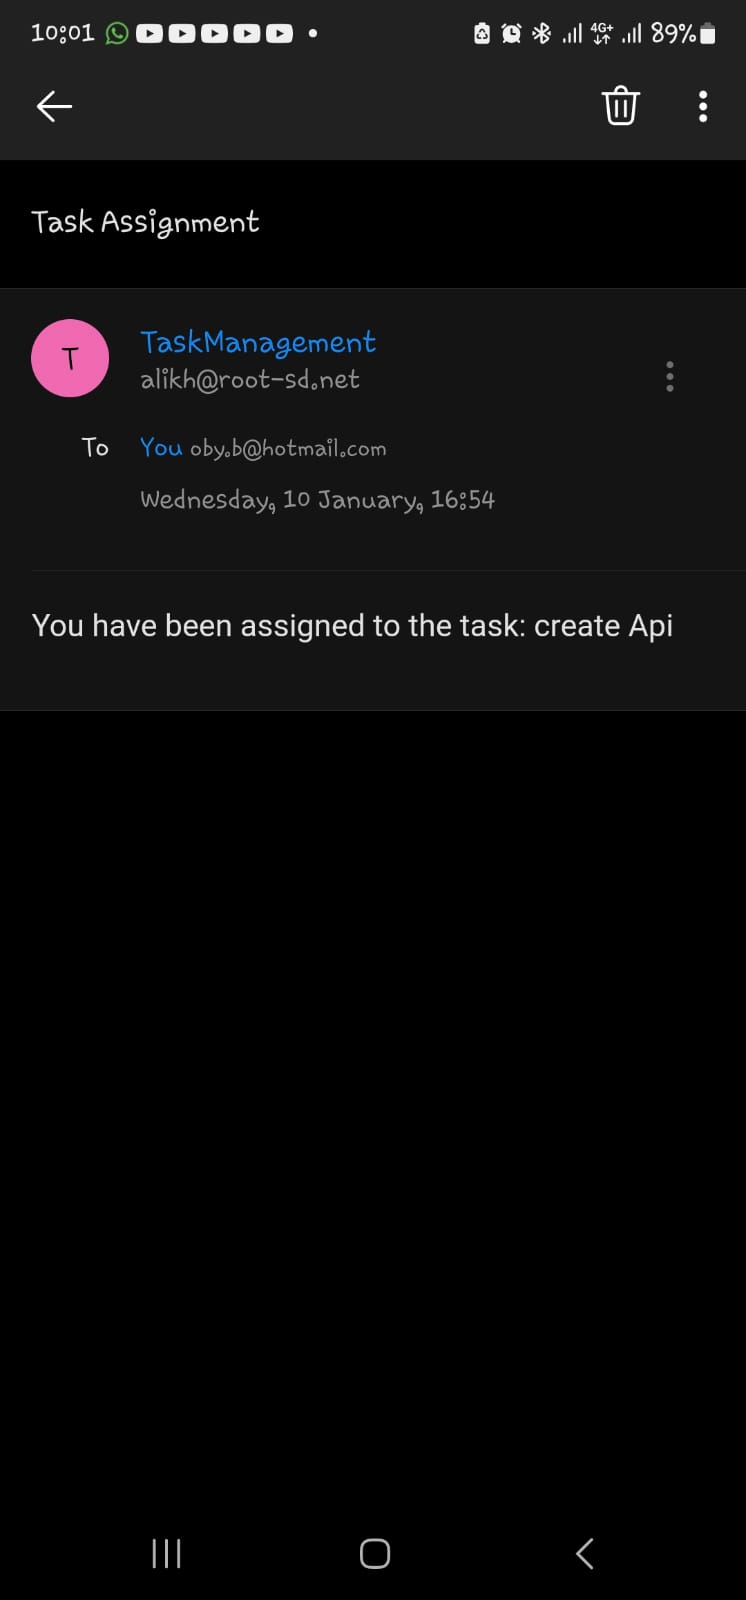 10:01 4G+ 89%
Task Assignment
T
TaskManagement
alikh@root-sd.net
To You oby.b@hotmail.com
Wednesday, 10 January, 16:54
You have been assigned to the task: create Api